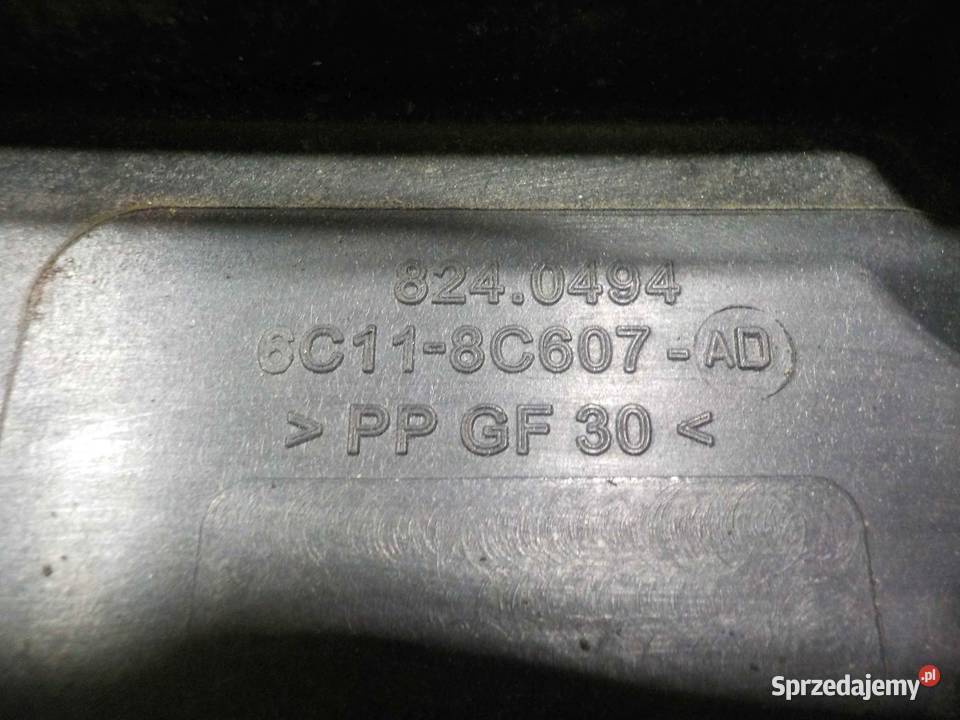 824.0494
6C11-8C607-AD
> PP GF 30 <
Sprzedajemy.pl